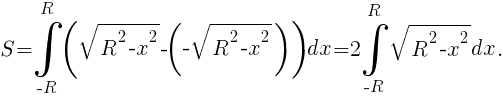 S = ∫_{-R}^{R} (√(R²-x²) - (-√(R²-x²))) dx = 2 ∫_{-R}^{R} √(R²-x²) dx.